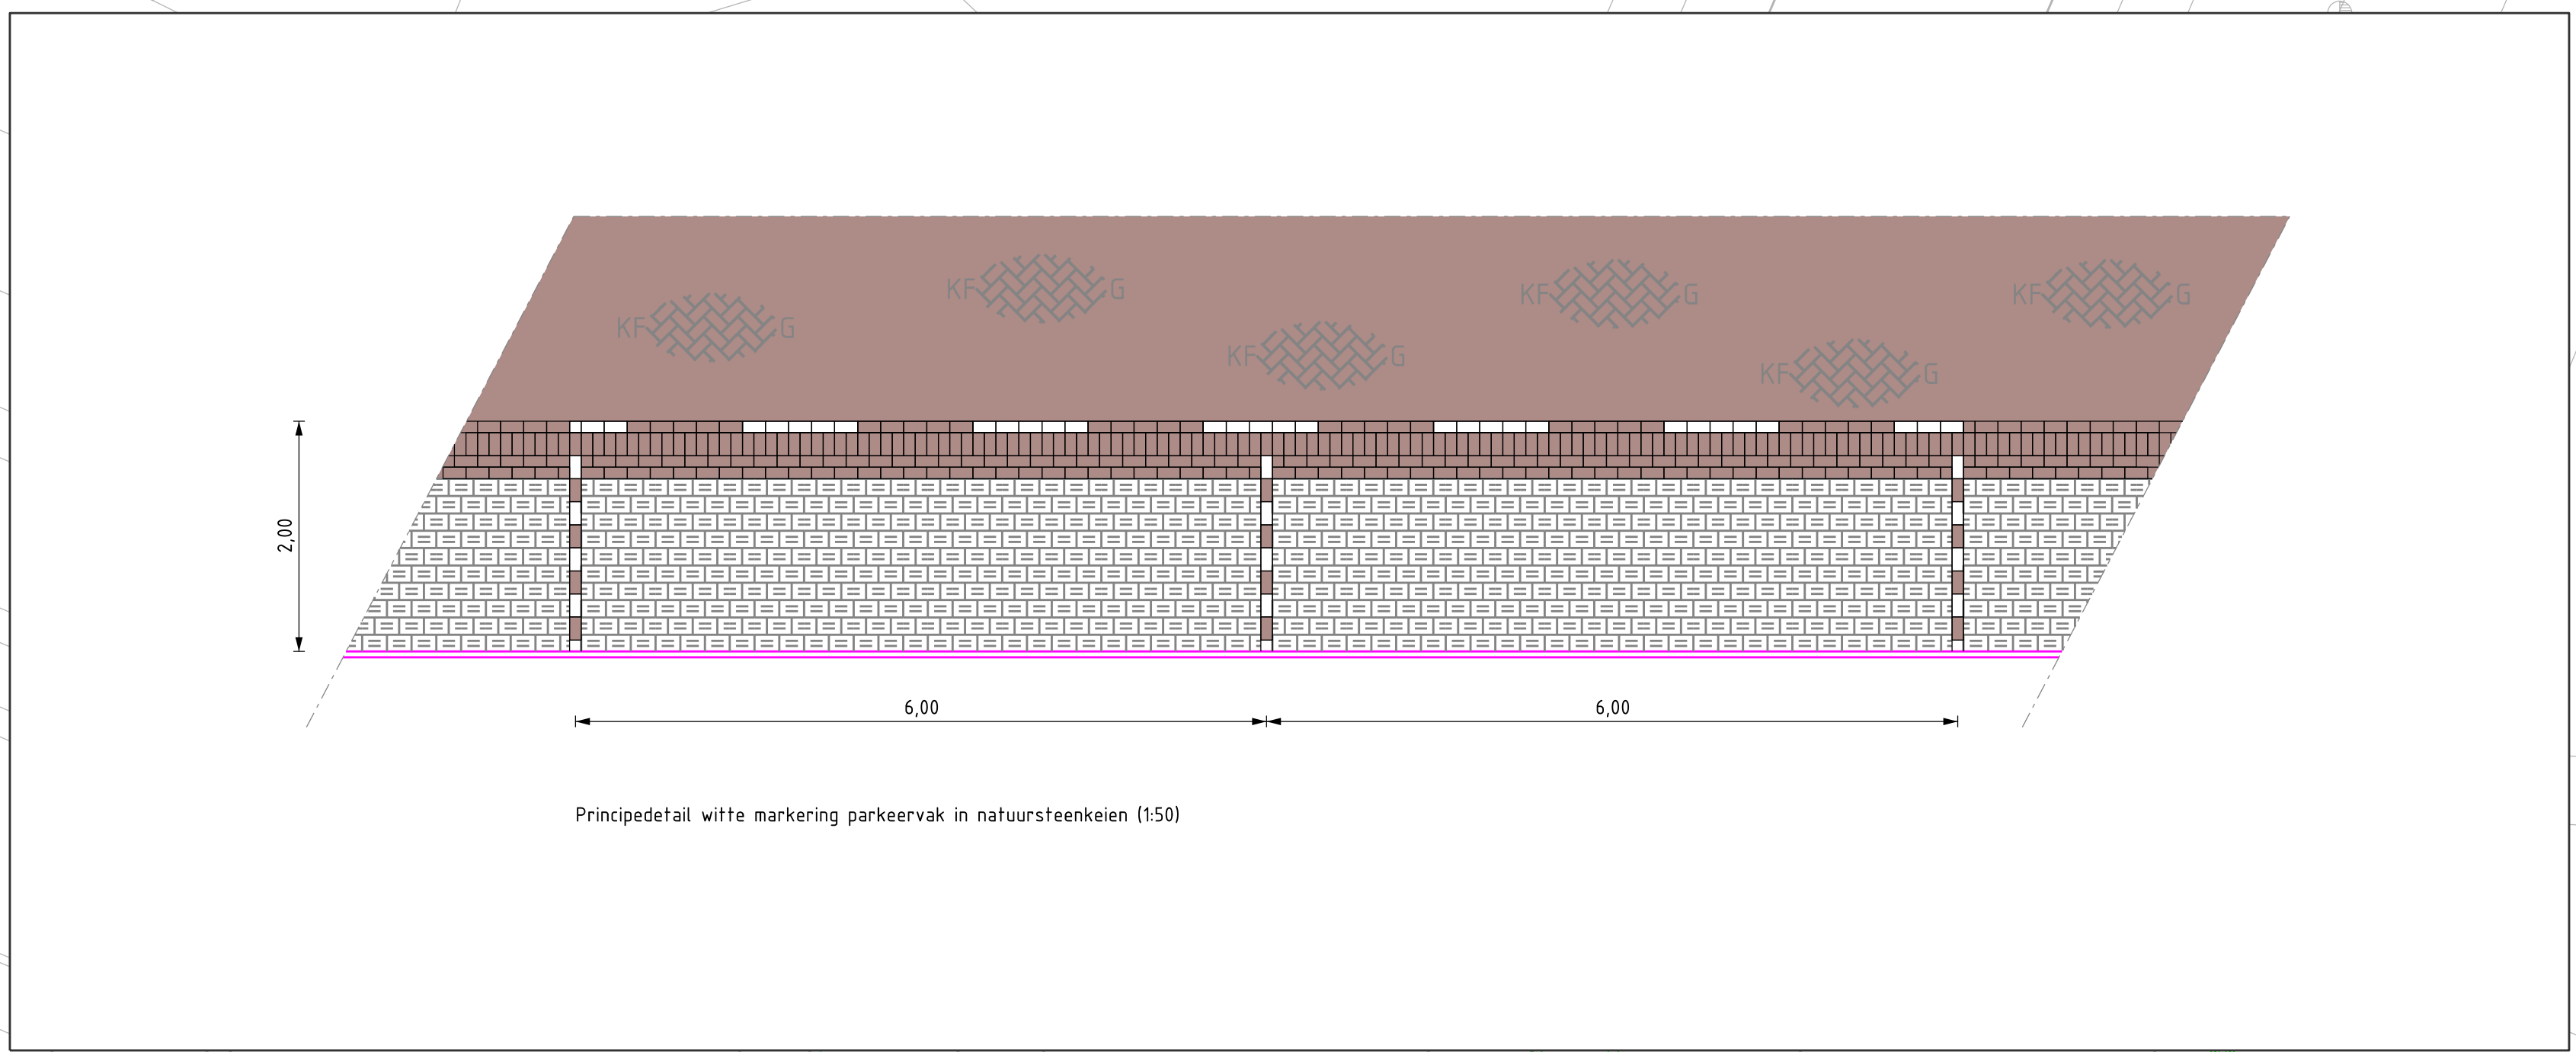 KF G
KF G
KF G
KF G
KF G
KF G
2,00
6,00 6,00
Principedetail witte markering parkeervak in natuursteenkeien (1:50)